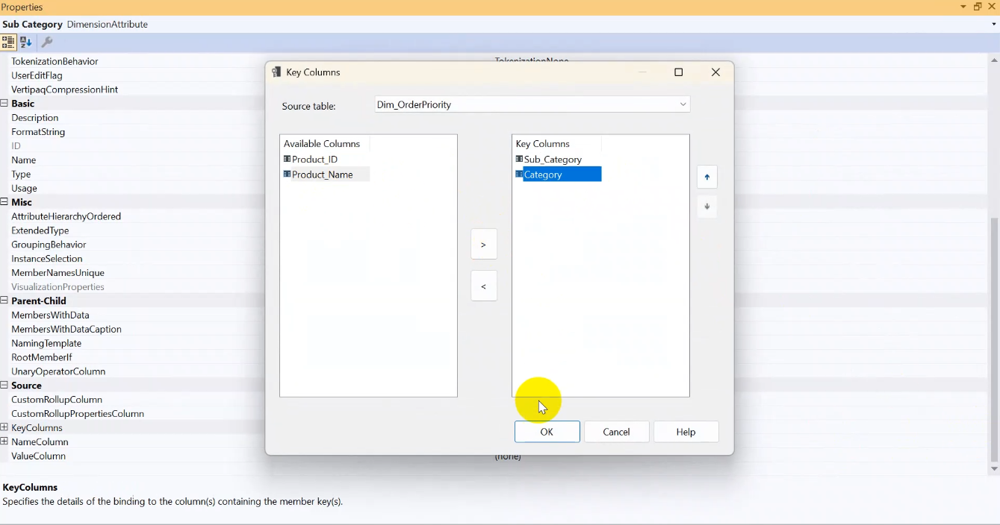 Properties
Sub Category DimensionAttribute
TokenizationBehavior
UserEditFlag
VertipaqCompressionHint
Basic
Description
FormatString
ID
Name
Type
Usage
Misc
AttributeHierarchyOrdered
ExtendedType
GroupingBehavior
InstanceSelection
MemberNamesUnique
VisualizationProperties
Parent-Child
MembersWithData
MembersWithDataCaption
NamingTemplate
RootMemberIf
UnaryOperatorColumn
Source
CustomRollupColumn
CustomRollupPropertiesColumn
KeyColumns
NameColumn
ValueColumn
TokenizationNone
(none)
Key Columns
Source table: Dim_OrderPriority
Available Columns
Product_ID
Product_Name
>
<
Key Columns
Sub_Category
Category
OK Cancel Help
KeyColumns
Specifies the details of the binding to the column(s) containing the member key(s).